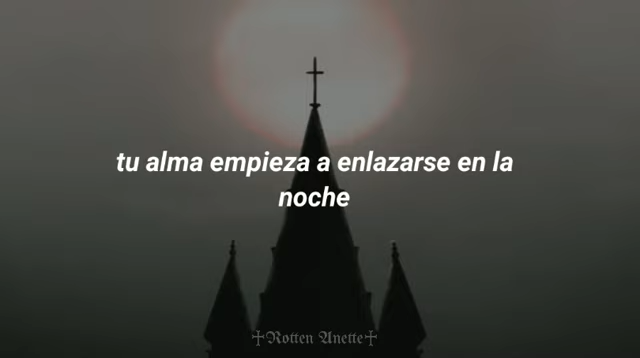 tu alma empieza a enlazarse en la
noche
♰Rotten Anette♰